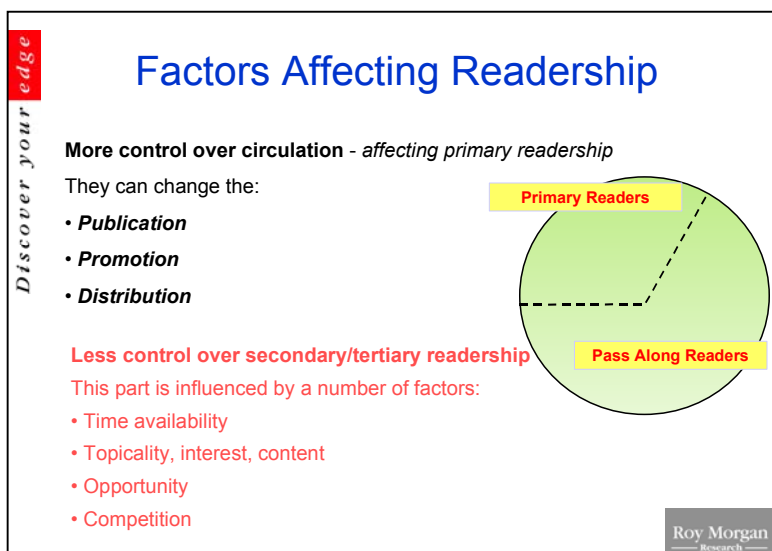 Discover your edge
Factors Affecting Readership
More control over circulation - affecting primary readership
They can change the:
• Publication
• Promotion
• Distribution
Primary Readers
Pass Along Readers
Less control over secondary/tertiary readership
This part is influenced by a number of factors:
• Time availability
• Topicality, interest, content
• Opportunity
• Competition
Roy Morgan
Research